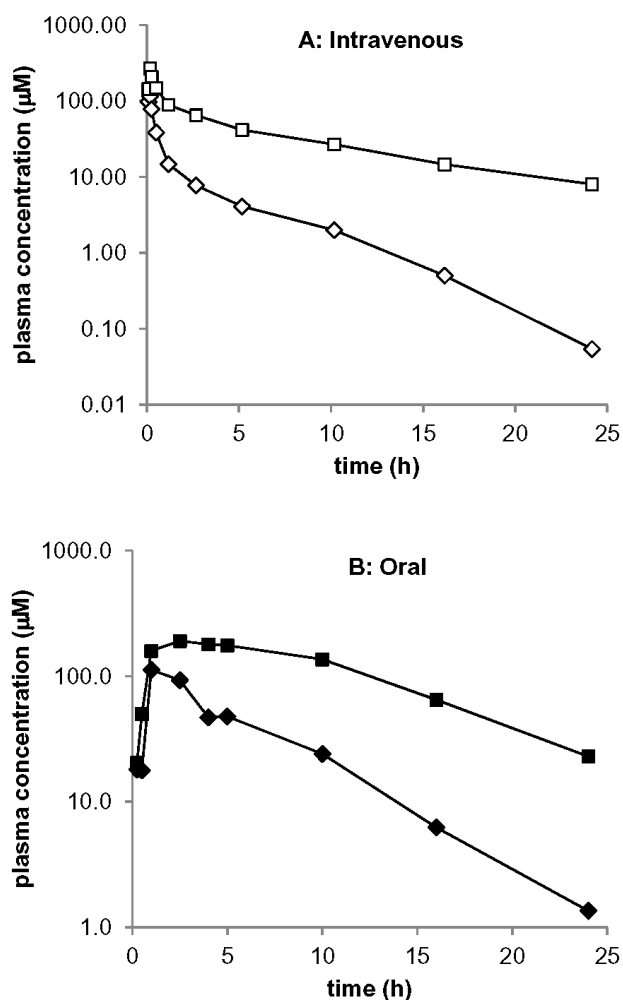 A: Intravenous
plasma concentration (µM)
1000.00
100.00
10.00
1.00
0.10
0.01
0 5 10 15 20 25
time (h)
B: Oral
plasma concentration (µM)
1000.0
100.0
10.0
1.0
0 5 10 15 20 25
time (h)